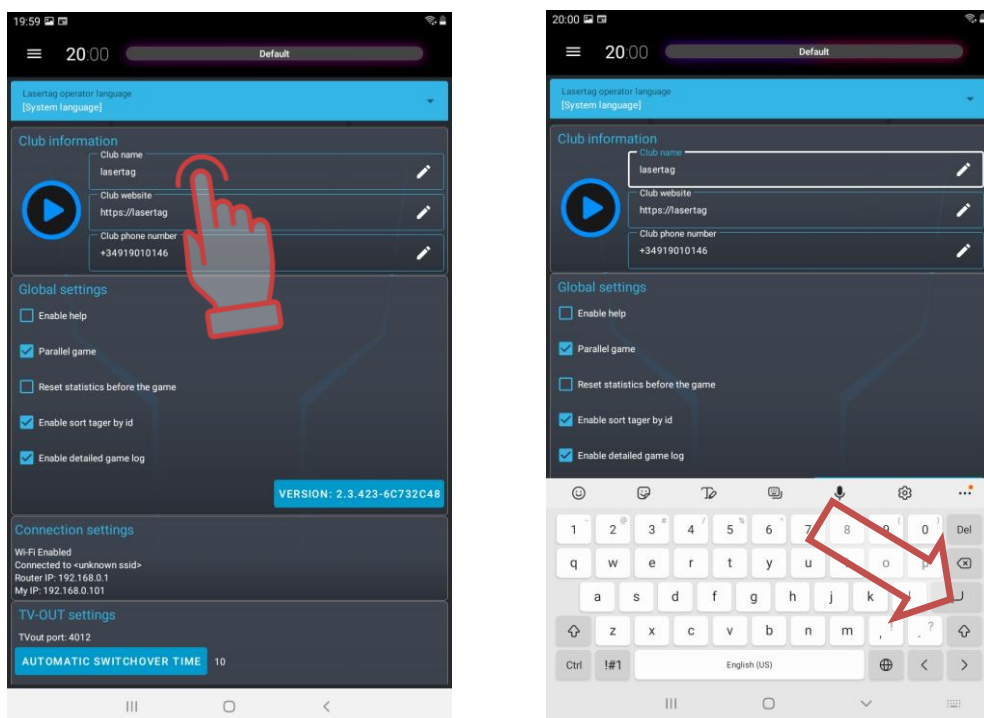 19:59
20:00
Default
Lasertag operator language
[System language]
Club information
Club name
lasertag
Club website
https://lasertag
Club phone number
+34919010146
Global settings
Enable help
Parallel game
Reset statistics before the game
Enable sort tager by id
Enable detailed game log
VERSION: 2.3.423-6C732C48
Connection settings
Wi-Fi Enabled
Connected to <unknown ssid>
Router IP: 192.168.0.1
My IP: 192.168.0.101
TV-OUT settings
TVout port: 4012
AUTOMATIC SWITCHOVER TIME 10
20:00
20:00
Default
Lasertag operator language
[System language]
Club information
Club name
lasertag
Club website
https://lasertag
Club phone number
+34919010146
Global settings
Enable help
Parallel game
Reset statistics before the game
Enable sort tager by id
Enable detailed game log
1 2 @ 3 # 4 / 5 % 6 ^ 7 8 9 ( 0 ) Del
q w e r t y u o p
a s d f g h j k
z x c v b n m , ! . ?
Ctrl !#1 English (US) < >